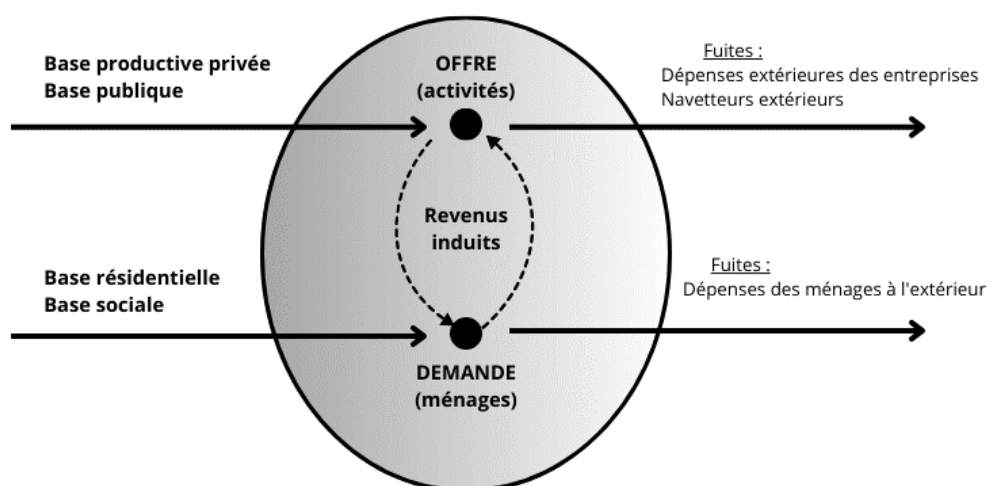 Base productive privée
Base publique
OFFRE
(activités)
Fuites :
Dépenses extérieures des entreprises
Navetteurs extérieurs
Revenus
induits
Base résidentielle
Base sociale
Fuites :
Dépenses des ménages à l'extérieur
DEMANDE
(ménages)